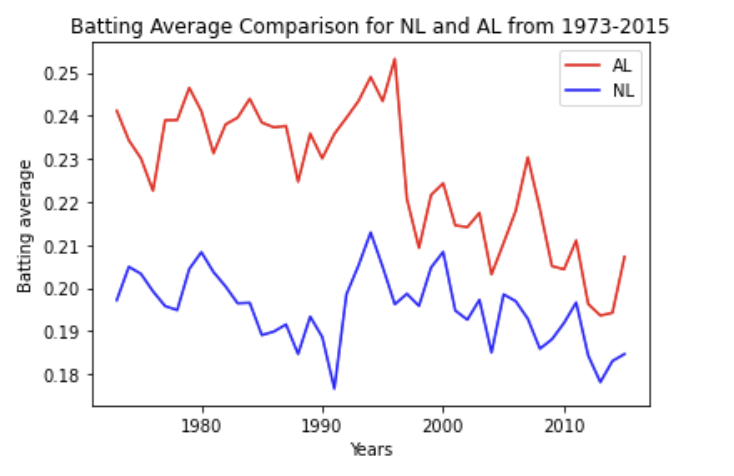 Batting Average Comparison for NL and AL from 1973-2015
AL
NL
0.25
0.24
0.23
0.22
0.21
0.20
0.19
0.18
Batting average
1980
1990
2000
2010
Years